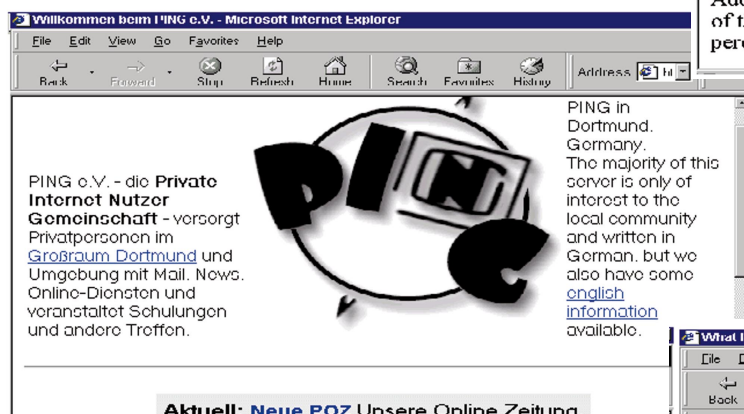 Willkommen beim PING e.V. - Microsoft Internet Explorer
File Edit View Go Favorites Help
Back Forward Stop Refresh Home Search Favorites History Address
PING e.V. - die Private
Internet Nutzer
Gemeinschaft - versorgt
Privatpersonen im
Großraum Dortmund und
Umgebung mit Mail, News,
Online-Diensten und
veranstaltet Schulungen
und andere Treffen.
PING
PING in
Dortmund,
Germany.
The majority of this
server is only of
interest to the
local community
and written in
German, but we
also have some
english
information
available.
Aktuell: Neue POZ Unsere Online Zeitung
of t
per
What I
File
Back